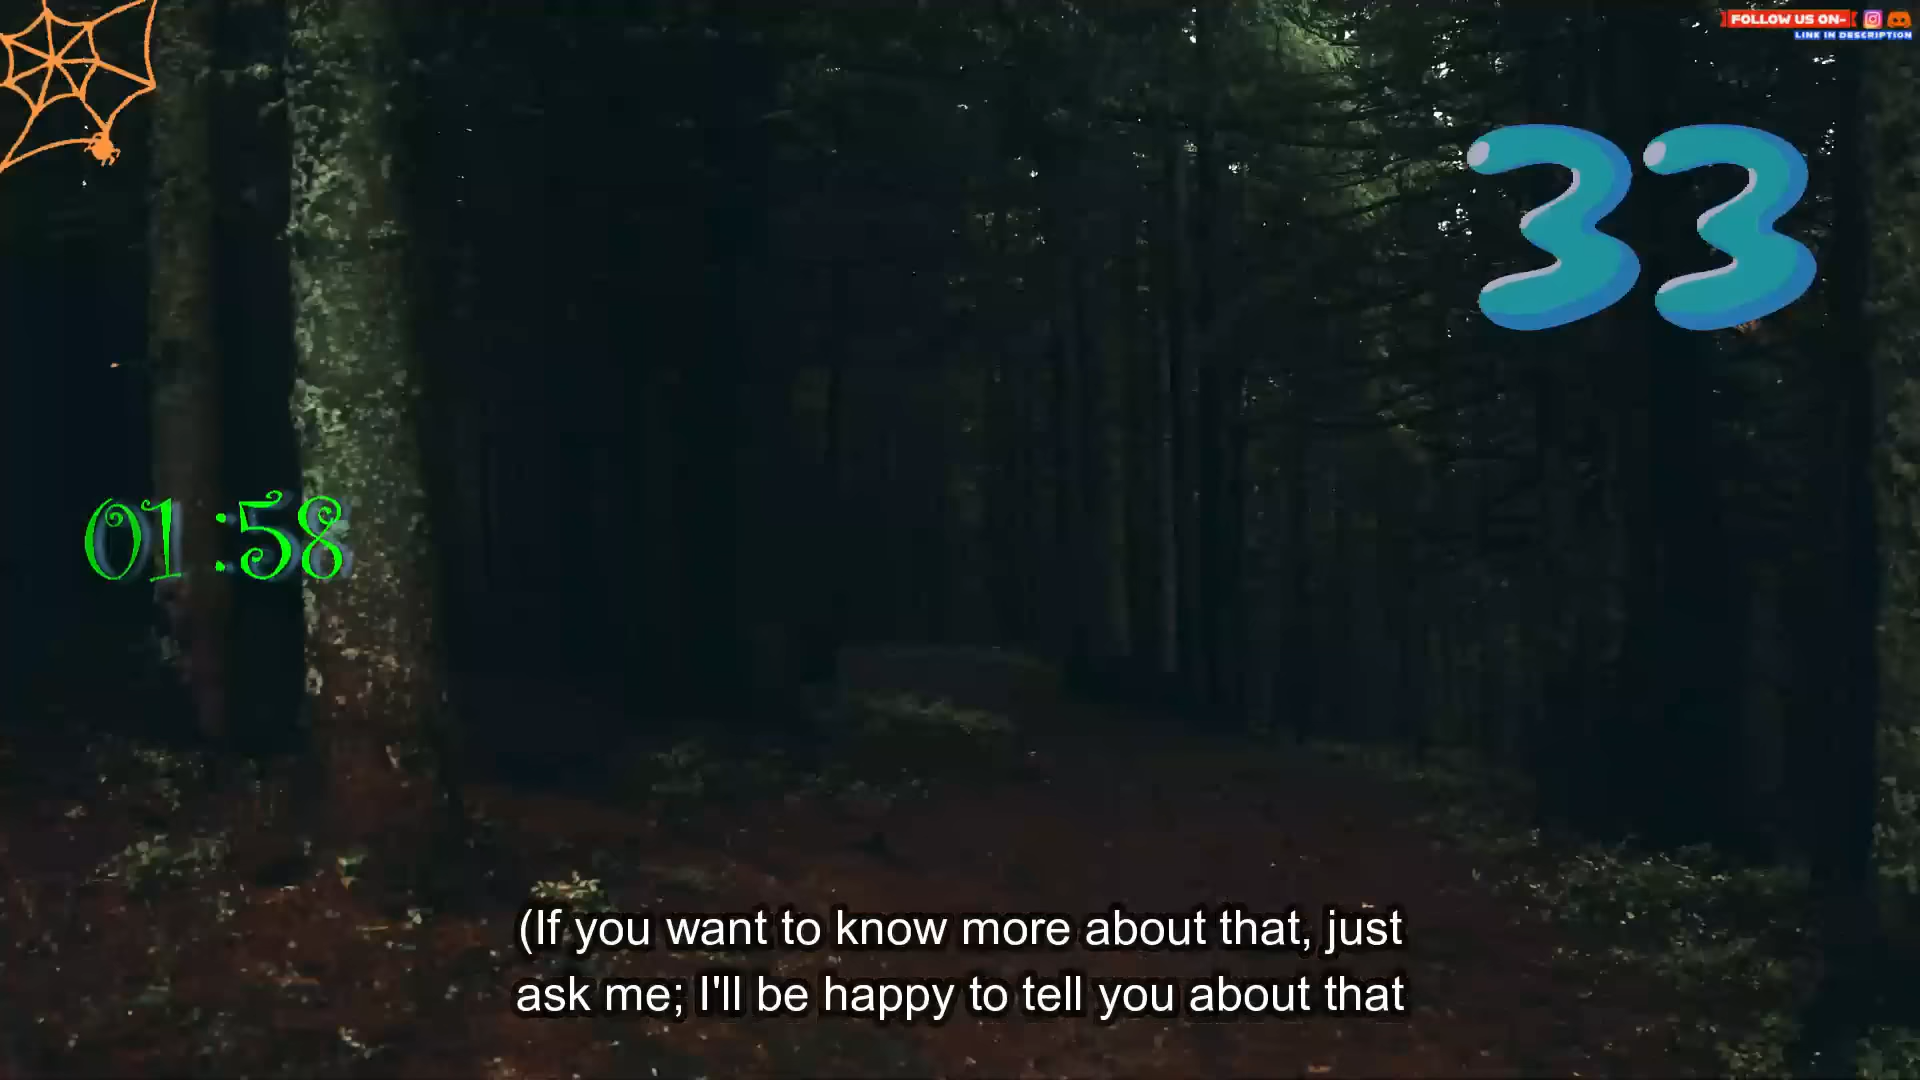 FOLLOW US ON-
LINK IN DESCRIPTION
33
01:58
(If you want to know more about that, just
ask me; I'll be happy to tell you about that